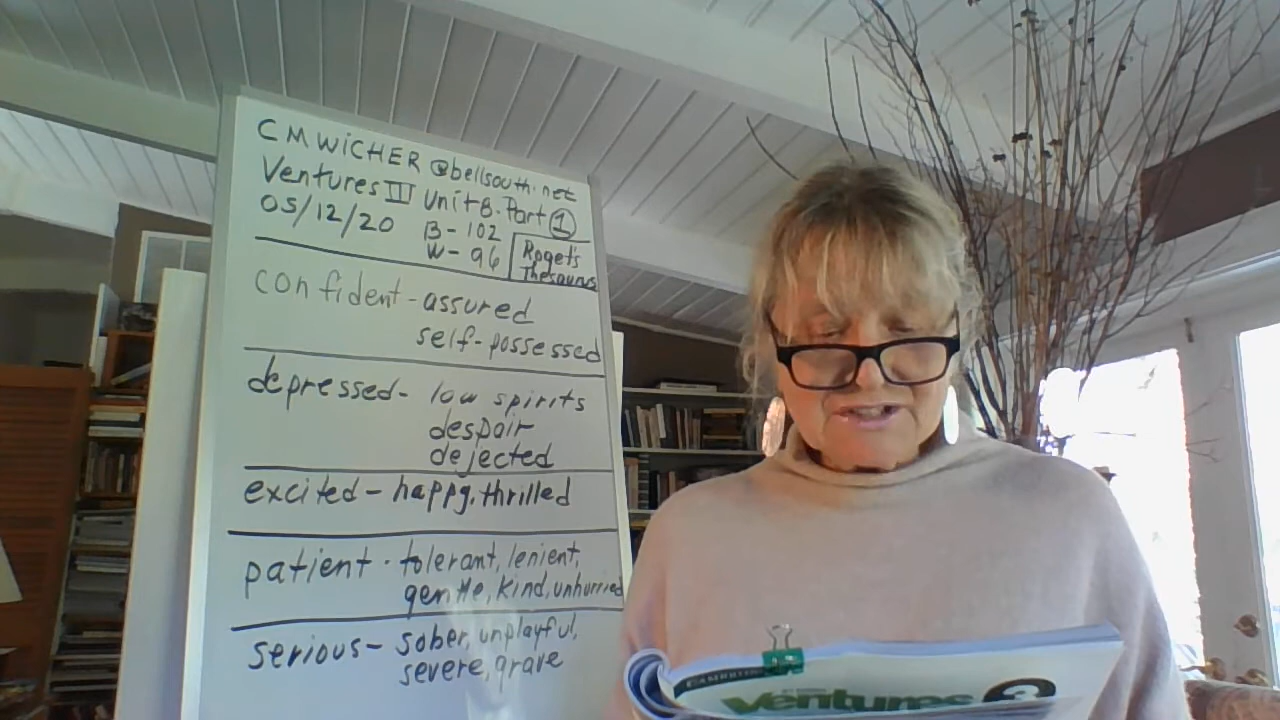 CMWiCHER@bellsouth.net
Ventures III Unit 8. Part 1
05/12/20 B-102
W-96
Rogets
Thesaurus
confident - assured
self-possessed
depressed - low spirits
despair
dejected
excited - happy, thrilled
patient - tolerant, lenient,
gentle, kind, unhurried
serious - sober, unplayful,
severe, grave
Ventures 3